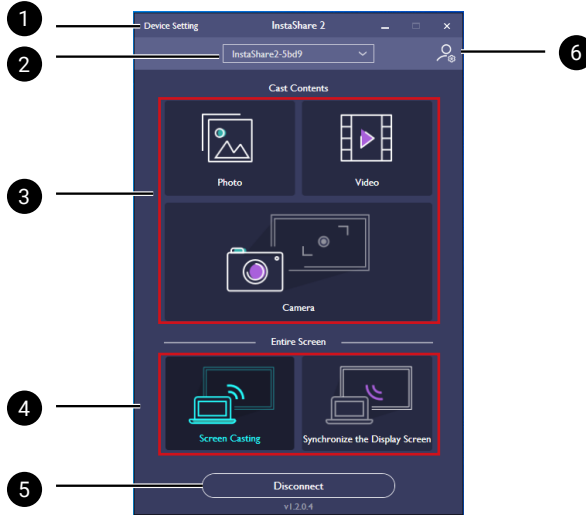 1
Device Setting
InstaShare 2
2
InstaShare2-5bd9
6
Cast Contents
3
Photo
Video
Camera
Entire Screen
4
Screen Casting
Synchronize the Display Screen
5
Disconnect
v1.2.0.4